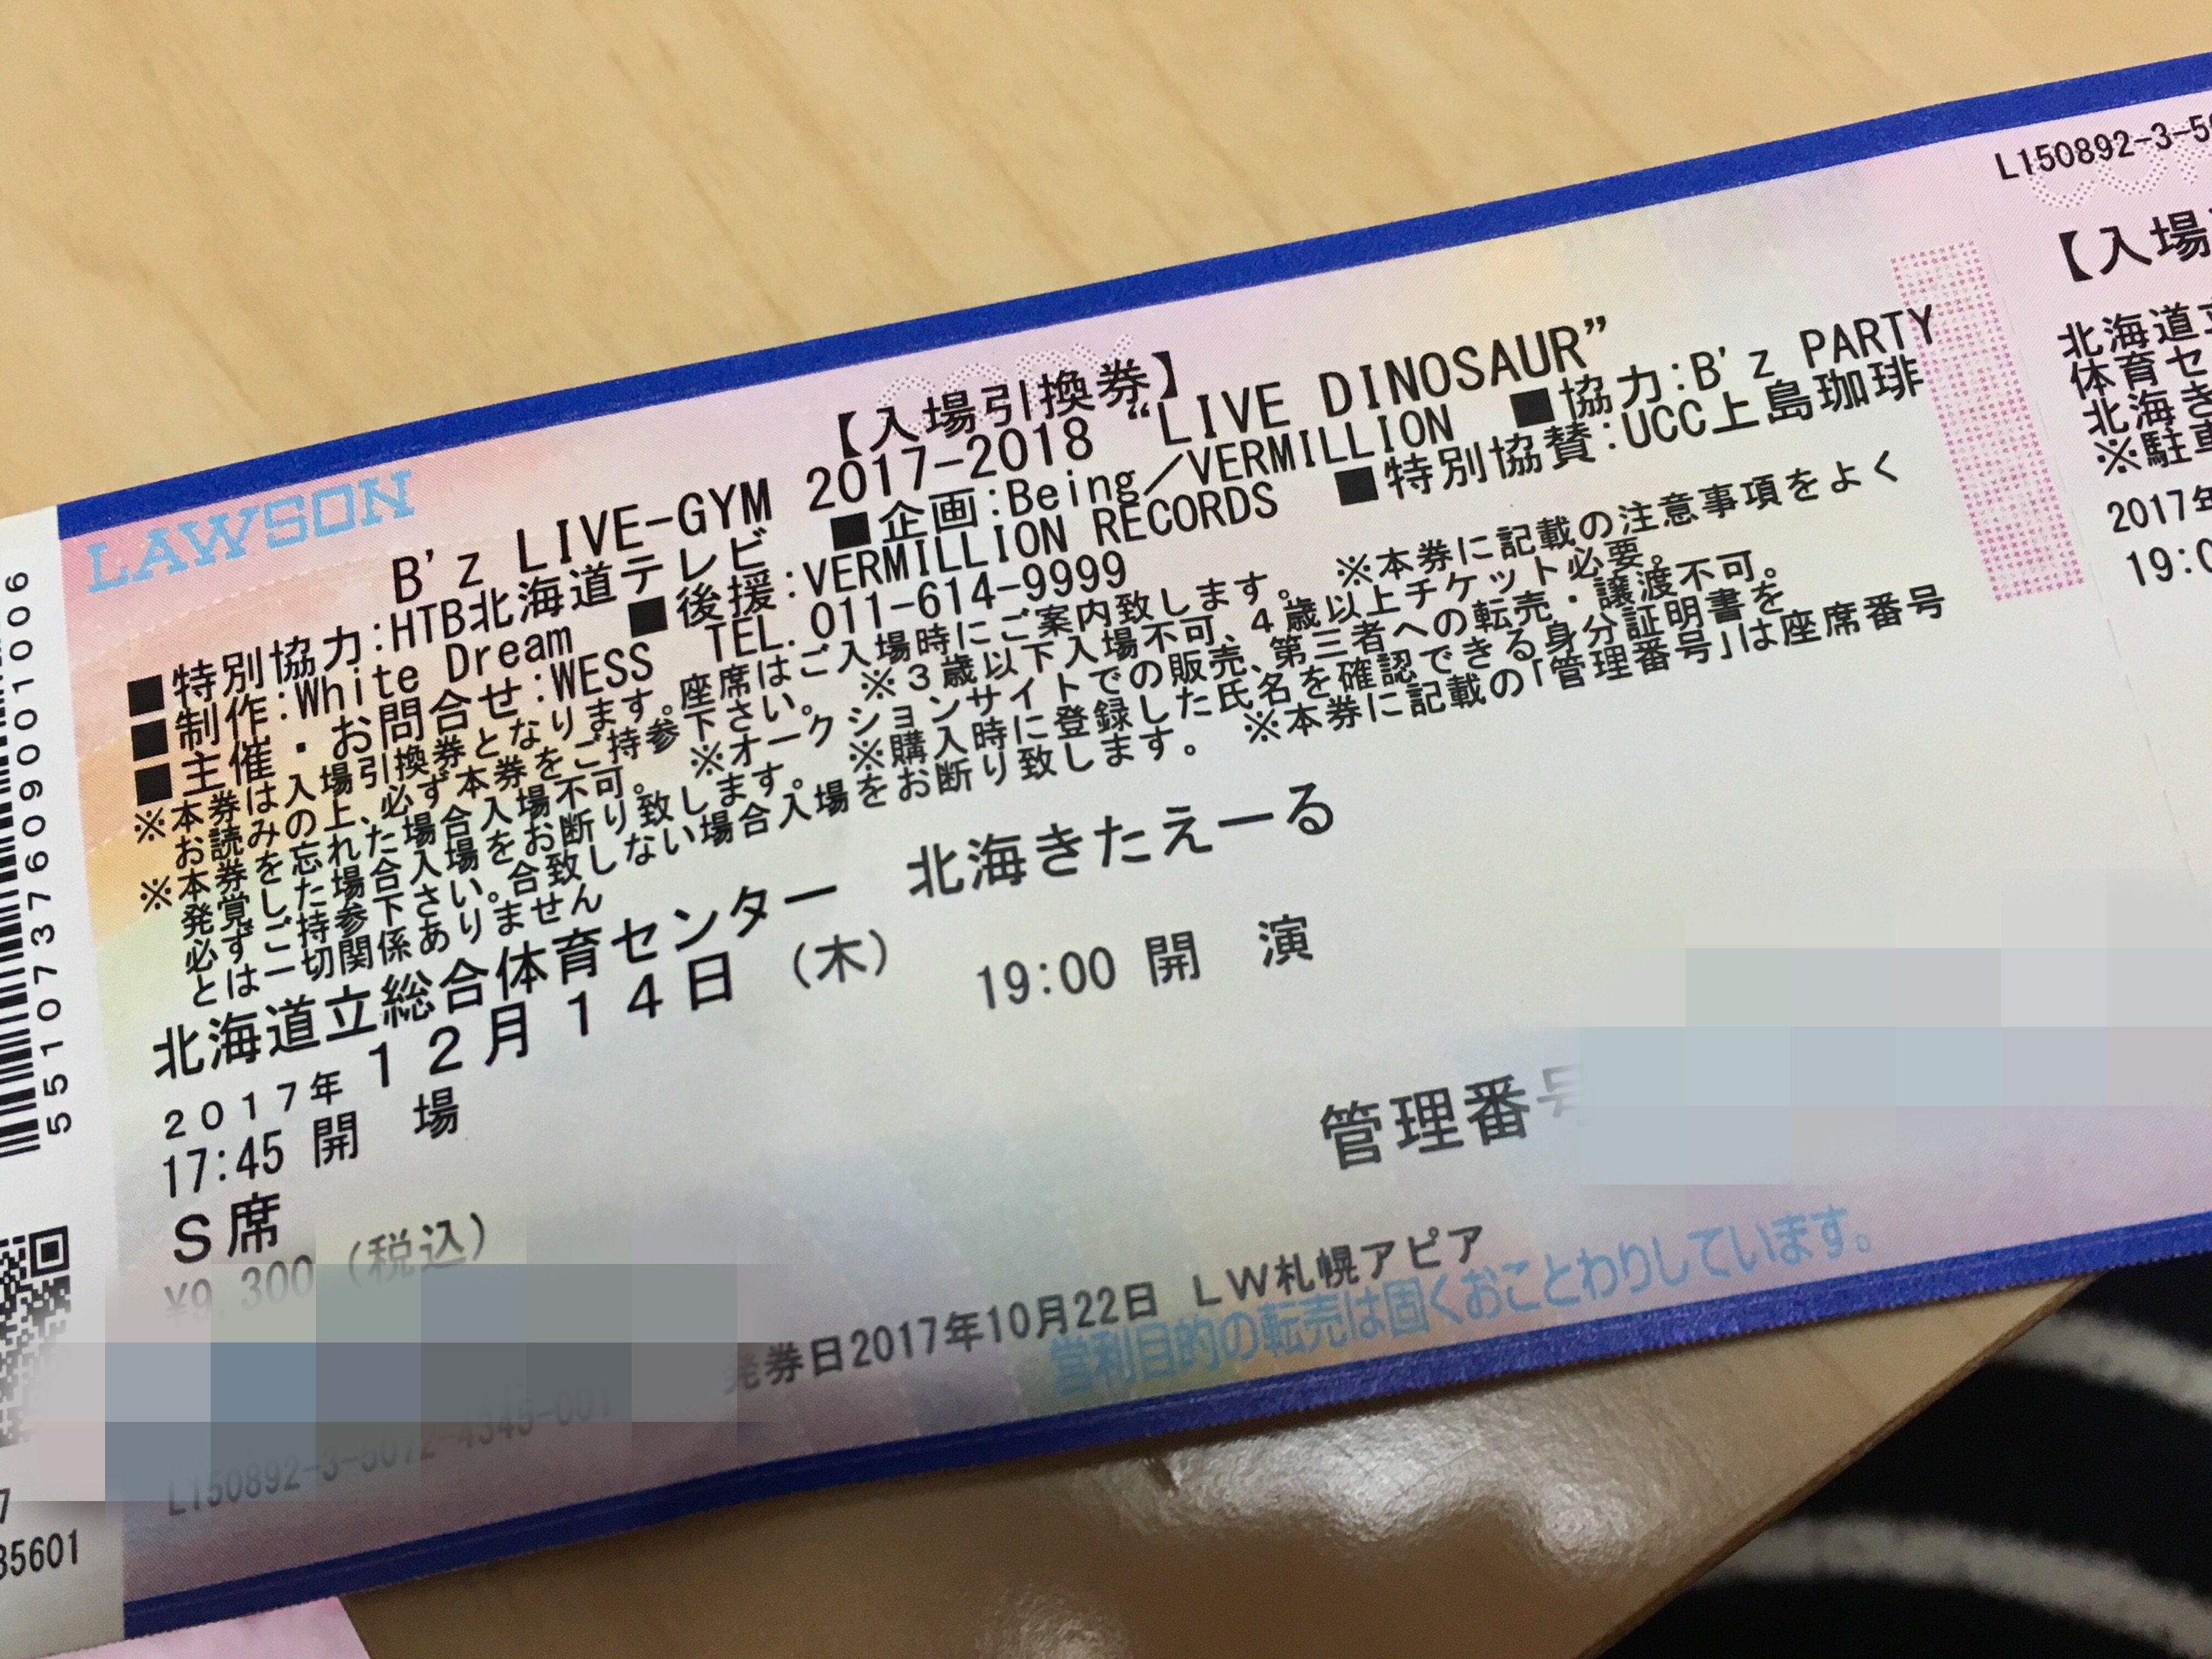 LAWSON
【入場引換券】
B'z LIVE-GYM 2017-2018 “LIVE DINOSAUR”
■特別協力:HTB北海道テレビ ■企画:Being／VERMILLION ■協力:B'z PARTY
■制作:White Dream ■後援:VERMILLION RECORDS ■特別協賛:UCC上島珈琲
■主催・お問合せ:WESS TEL. 011-614-9999
※本券は入場引換券となります。座席はご入場時にご案内致します。 ※本券に記載の注意事項をよく
お読みの上、必ず本券をご持参下さい。 ※３歳以下入場不可、４歳以上チケット必要。
※本券を忘れた場合入場不可。 ※オークションサイトでの販売、第三者への転売・譲渡不可。
発覚した場合入場をお断り致します。 ※購入時に登録した氏名を確認できる身分証明書を
必ずご持参下さい。合致しない場合入場をお断り致します。 ※本券に記載の｢管理番号｣は座席番号
とは一切関係ありません
北海道立総合体育センター 北海きたえーる
２０１７年１２月１４日（木） 19:00 開 演
17:45 開 場
S席
¥9,300（税込）
管理番号
発券日2017年10月22日 LW札幌アピア
営利目的の転売は固くおことわりしています。
L150892-3-5072-4345-001
5510737609001006
35601
L150892-3-50
【入場
北海道立
体育セ
北海き
※駐車
2017年
19:0